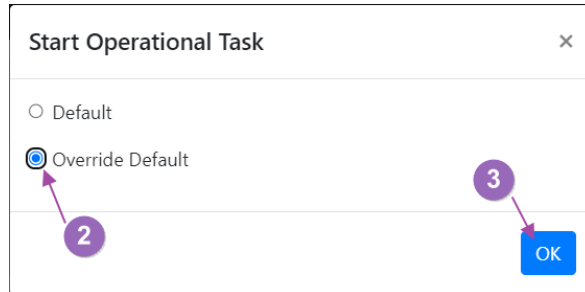 Start Operational Task ×
Default
Override Default
2
3
OK